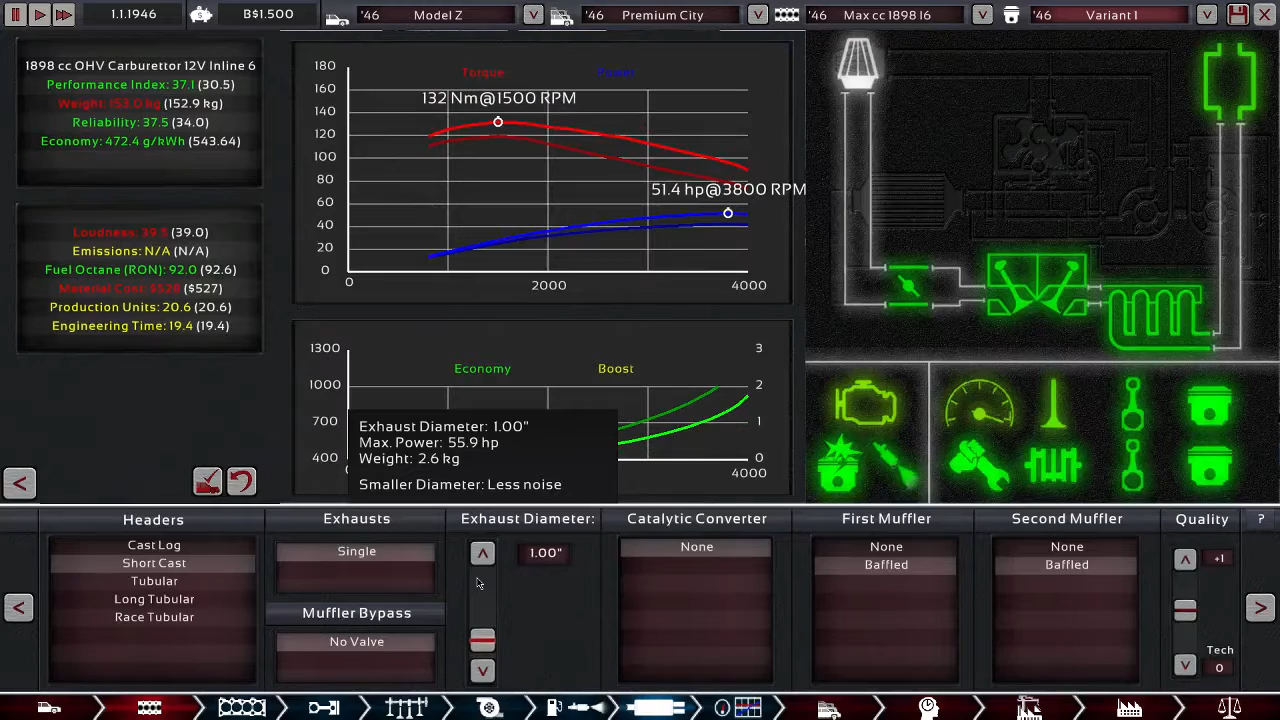 1.1.1946
B$1.500
'46 Model Z
'46 Premium City
'46 Max cc 1898 I6
'46 Variant 1
1898 cc OHV Carburettor 12V Inline 6
Performance Index: 37.1 (30.5)
Weight: 153.0 kg (152.9 kg)
Reliability: 37.5 (34.0)
Economy: 472.4 g/kWh (543.64)
Loudness: 39.5 (39.0)
Emissions: N/A (N/A)
Fuel Octane (RON): 92.0 (92.6)
Material Cost: $528 ($527)
Production Units: 20.6 (20.6)
Engineering Time: 19.4 (19.4)
180
160
140
120
100
80
60
40
20
0
Torque
Power
132 Nm@1500 RPM
51.4 hp@3800 RPM
0
2000
4000
1300
1000
700
400
Economy
Boost
3
2
1
0
4000
Exhaust Diameter: 1.00"
Max. Power: 55.9 hp
Weight: 2.6 kg
Smaller Diameter: Less noise
Headers
Cast Log
Short Cast
Tubular
Long Tubular
Race Tubular
Exhausts
Single
Muffler Bypass
No Valve
Exhaust Diameter:
1.00"
Catalytic Converter
None
First Muffler
None
Baffled
Second Muffler
None
Baffled
Quality
+1
Tech
0
?